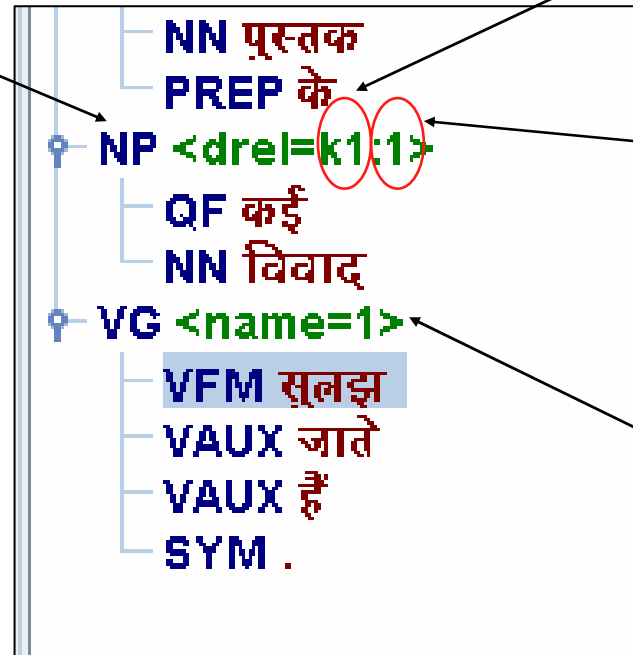 NN पुस्तक
PREP के
NP <drel=k1:1>
QF कई
NN विवाद
VG <name=1>
VFM सुलझ
VAUX जाते
VAUX हैं
SYM .